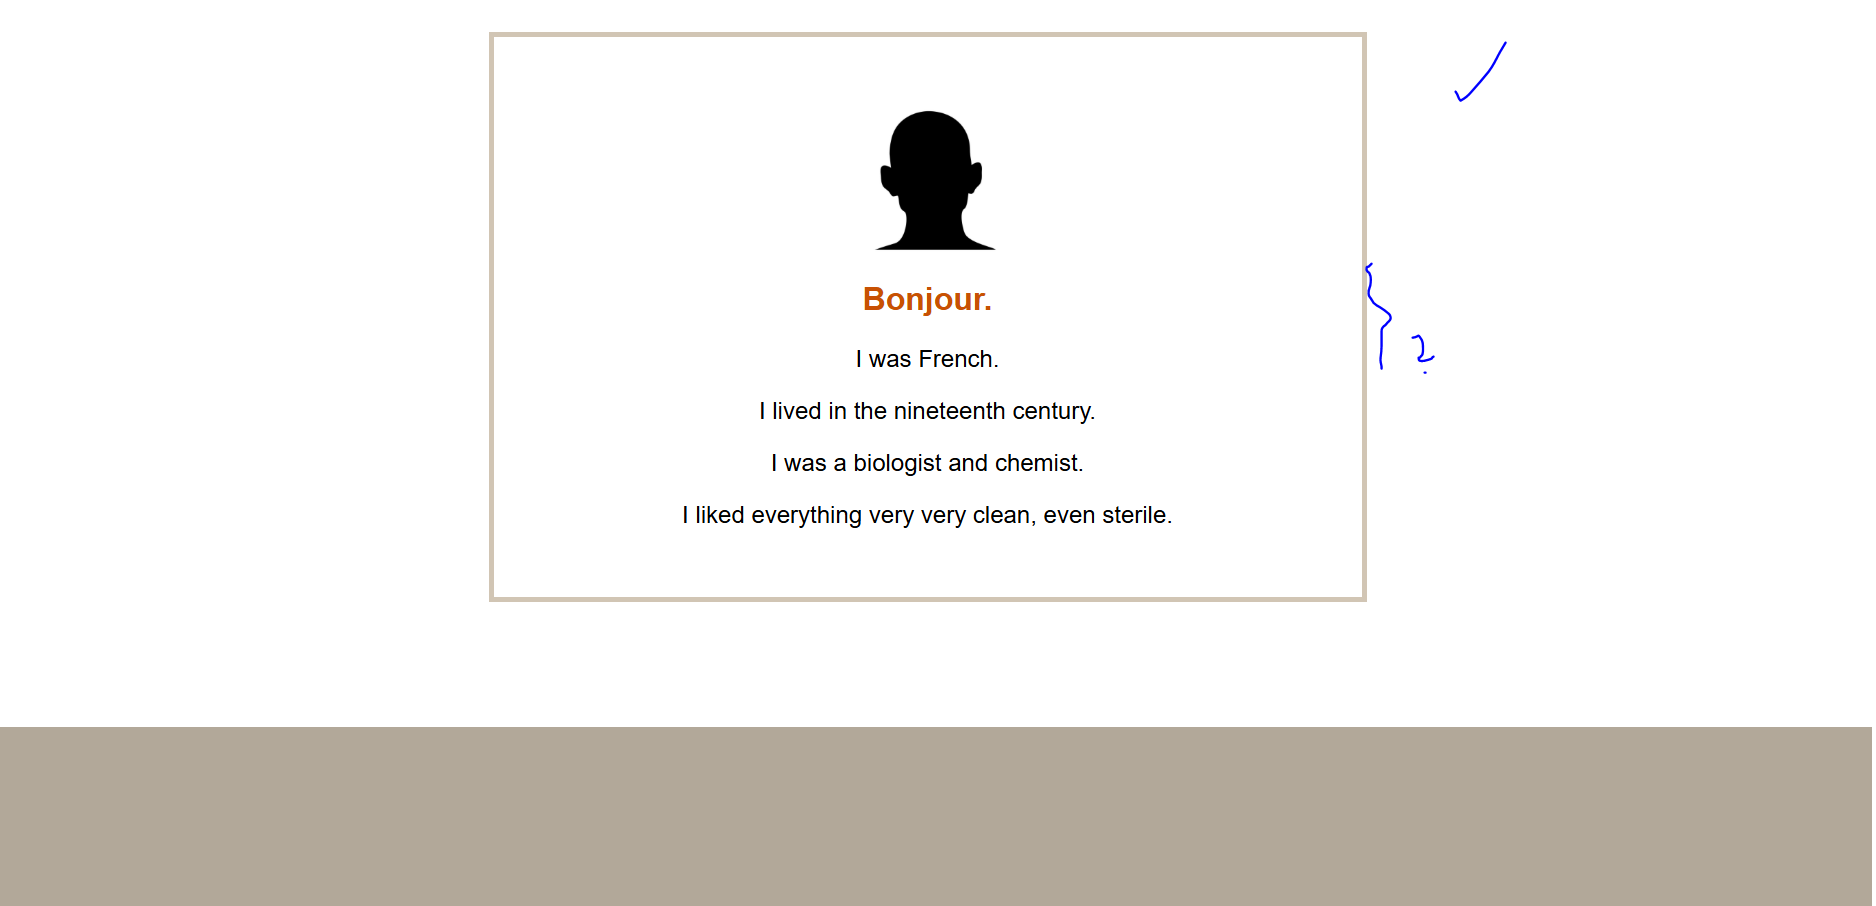 Bonjour.
I was French.
?
I lived in the nineteenth century.
I was a biologist and chemist.
I liked everything very very clean, even sterile.